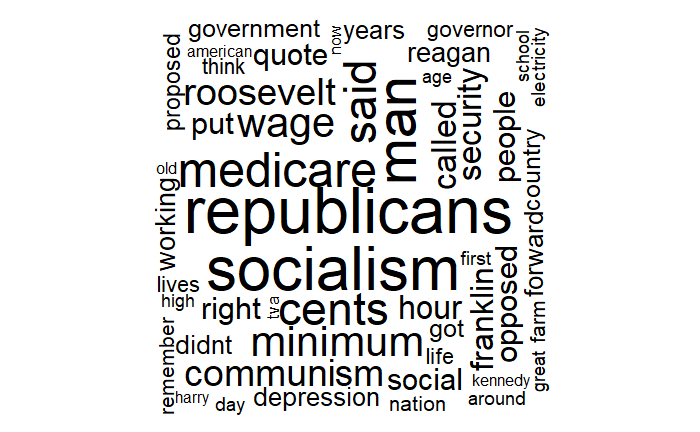 government
years
governor
american
now
quote
think
proposed
reagan
school
electricity
age
roosevelt
said
man
called
security
people
put
wage
medicare
old
working
republicans
country
forward
socialism
first
lives
high
right
tva
cents
hour
franklin
opposed
farm
great
remember
didnt
minimum
got
life
communism
social
kennedy
harry
day
depression
nation
around